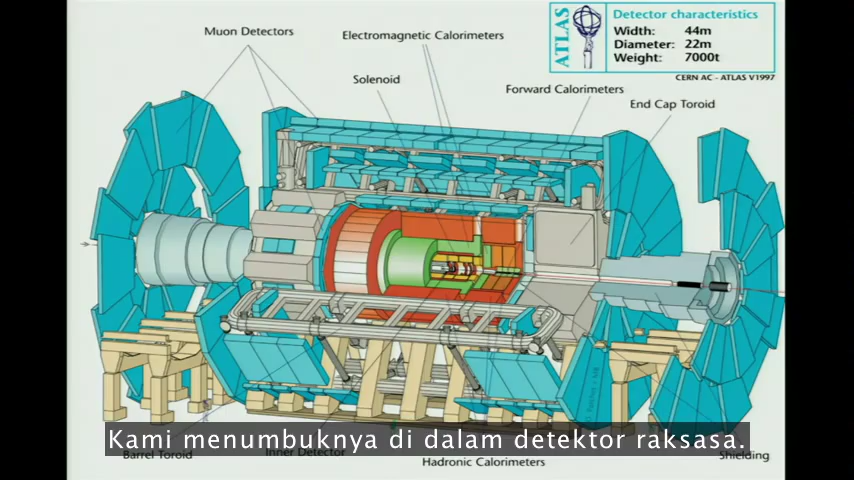 ATLAS
Detector characteristics
Width: 44m
Diameter: 22m
Weight: 7000t
CERN AC - ATLAS V1997
Muon Detectors
Electromagnetic Calorimeters
Solenoid
Forward Calorimeters
End Cap Toroid
Kami menumbuknya di dalam detektor raksasa.
Barrel Toroid
Inner Detector
Hadronic Calorimeters
Shielding